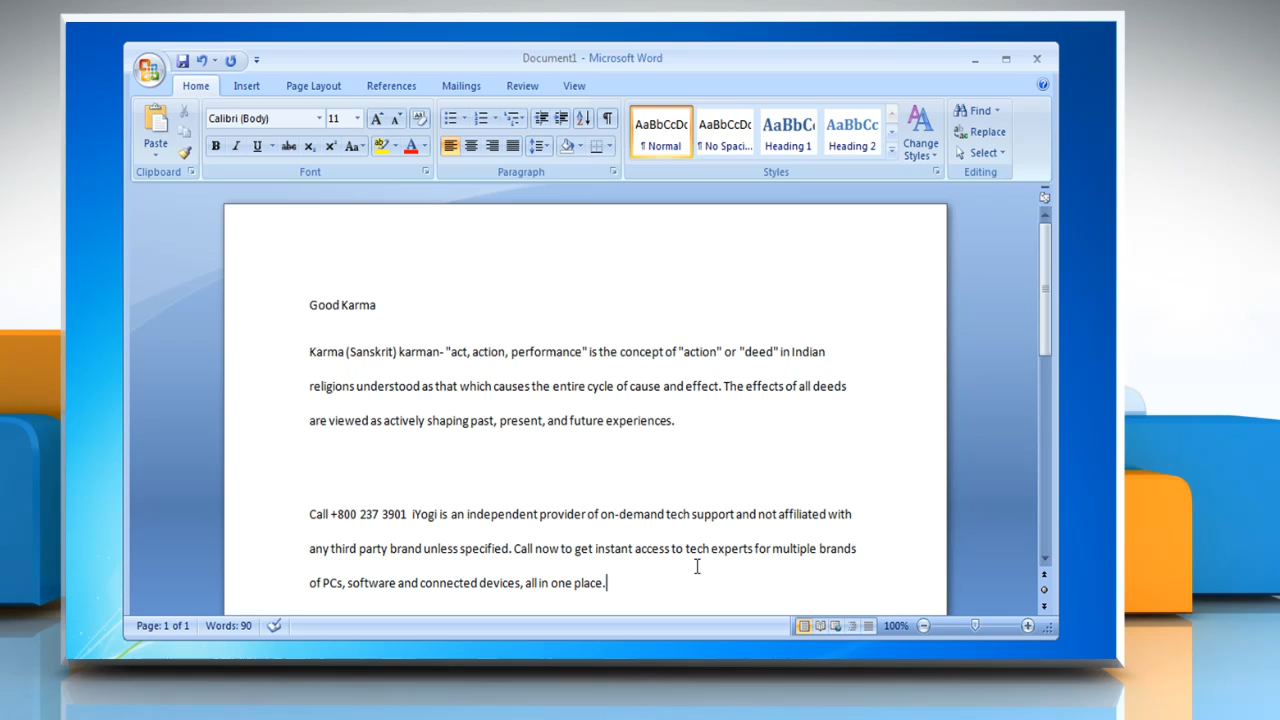 Document1 - Microsoft Word
Home Insert Page Layout References Mailings Review View
Calibri (Body) 11
AaBbCcDc AaBbCcDc AaBbC AaBbCc
Find
Replace
Select
Paste
B I U abc x₂ x² Aa A
¶ Normal ¶ No Spaci... Heading 1 Heading 2
Change
Styles
Clipboard Font Paragraph Styles Editing
Good Karma
Karma (Sanskrit) karman- "act, action, performance" is the concept of "action" or "deed" in Indian
religions understood as that which causes the entire cycle of cause and effect. The effects of all deeds
are viewed as actively shaping past, present, and future experiences.
Call +800 237 3901  iYogi is an independent provider of on-demand tech support and not affiliated with
any third party brand unless specified. Call now to get instant access to tech experts for multiple brands
of PCs, software and connected devices, all in one place.
Page: 1 of 1 Words: 90 100%